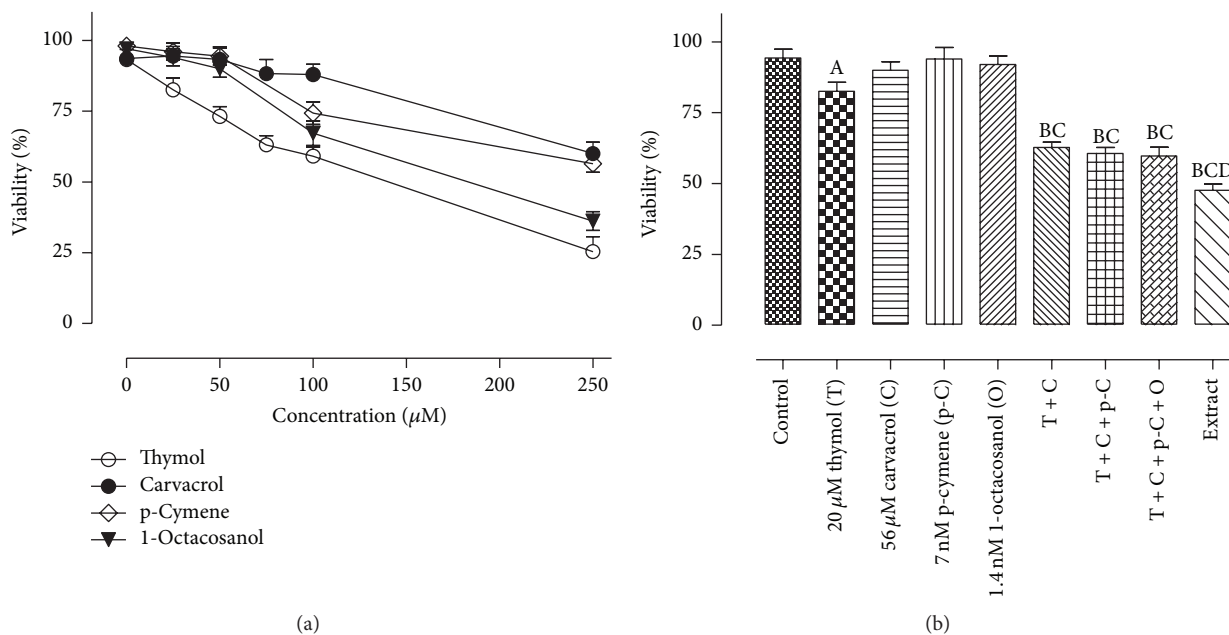 100
75
50
25
0
Viability (%)
0
50
100
150
200
250
Concentration (μM)
Thymol
Carvacrol
p-Cymene
1-Octacosanol
(a)
100
75
50
25
0
Viability (%)
A
BC
BC
BC
BCD
Control
20 μM thymol (T)
56 μM carvacrol (C)
7 nM p-cymene (p-C)
1.4 nM 1-octacosanol (O)
T + C
T + C + p-C
T + C + p-C + O
Extract
(b)